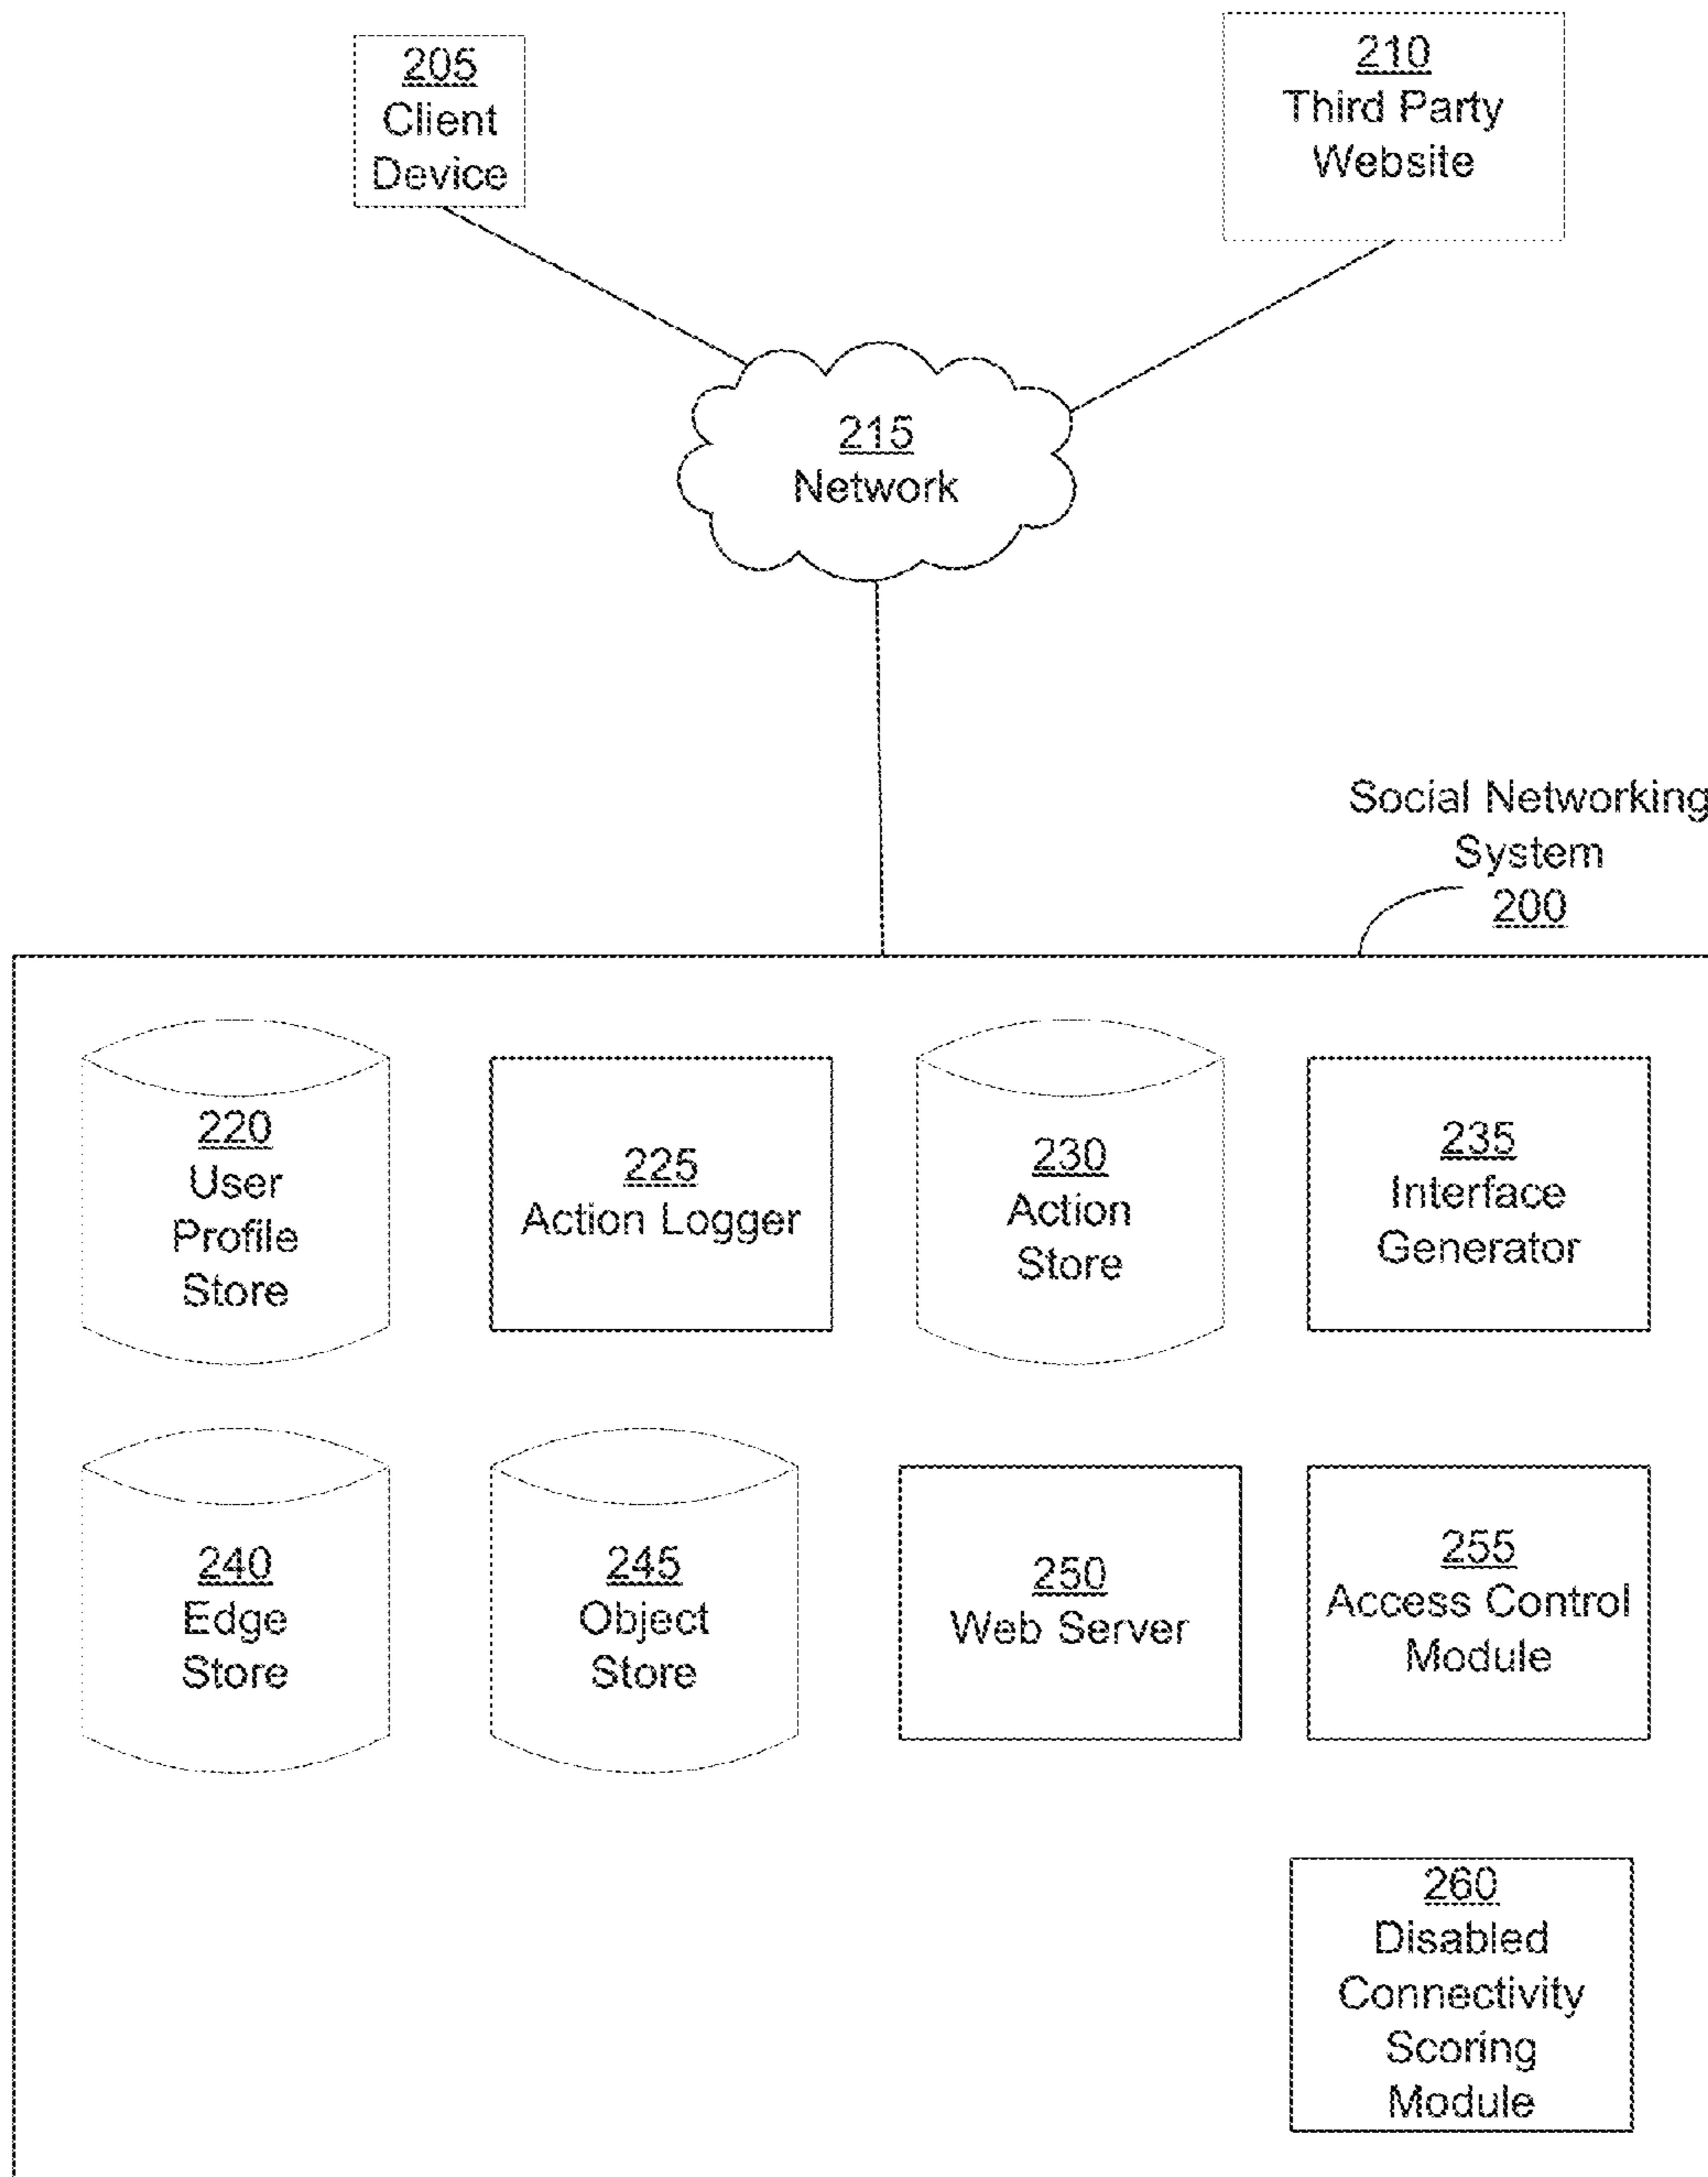 205
Client
Device
210
Third Party
Website
215
Network
Social Networking
System
200
220
User
Profile
Store
225
Action Logger
230
Action
Store
235
Interface
Generator
240
Edge
Store
245
Object
Store
250
Web Server
255
Access Control
Module
260
Disabled
Connectivity
Scoring
Module